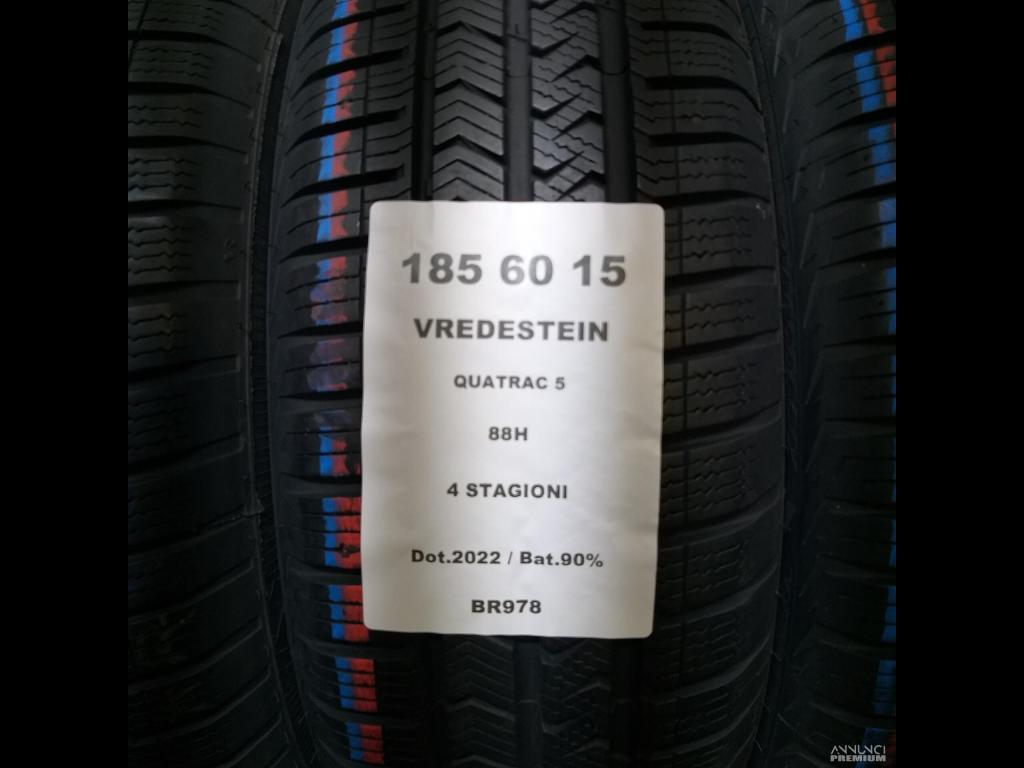 185 60 15
VREDESTEIN
QUATRAC 5
88H
4 STAGIONI
Dot.2022 / Bat.90%
BR978
ANNUNCI
PREMIUM